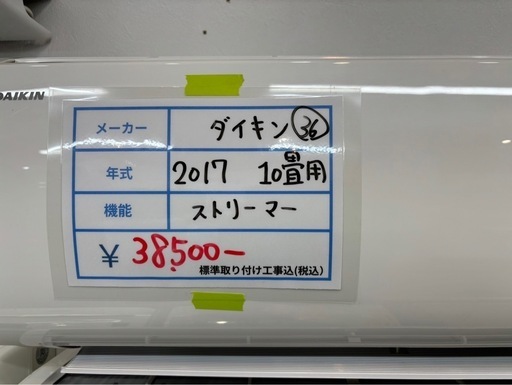 DAIKIN
メーカー ダイキン 36
年式 2017 10畳用
機能 ストリーマー
¥ 38,500-
標準取り付け工事込(税込)